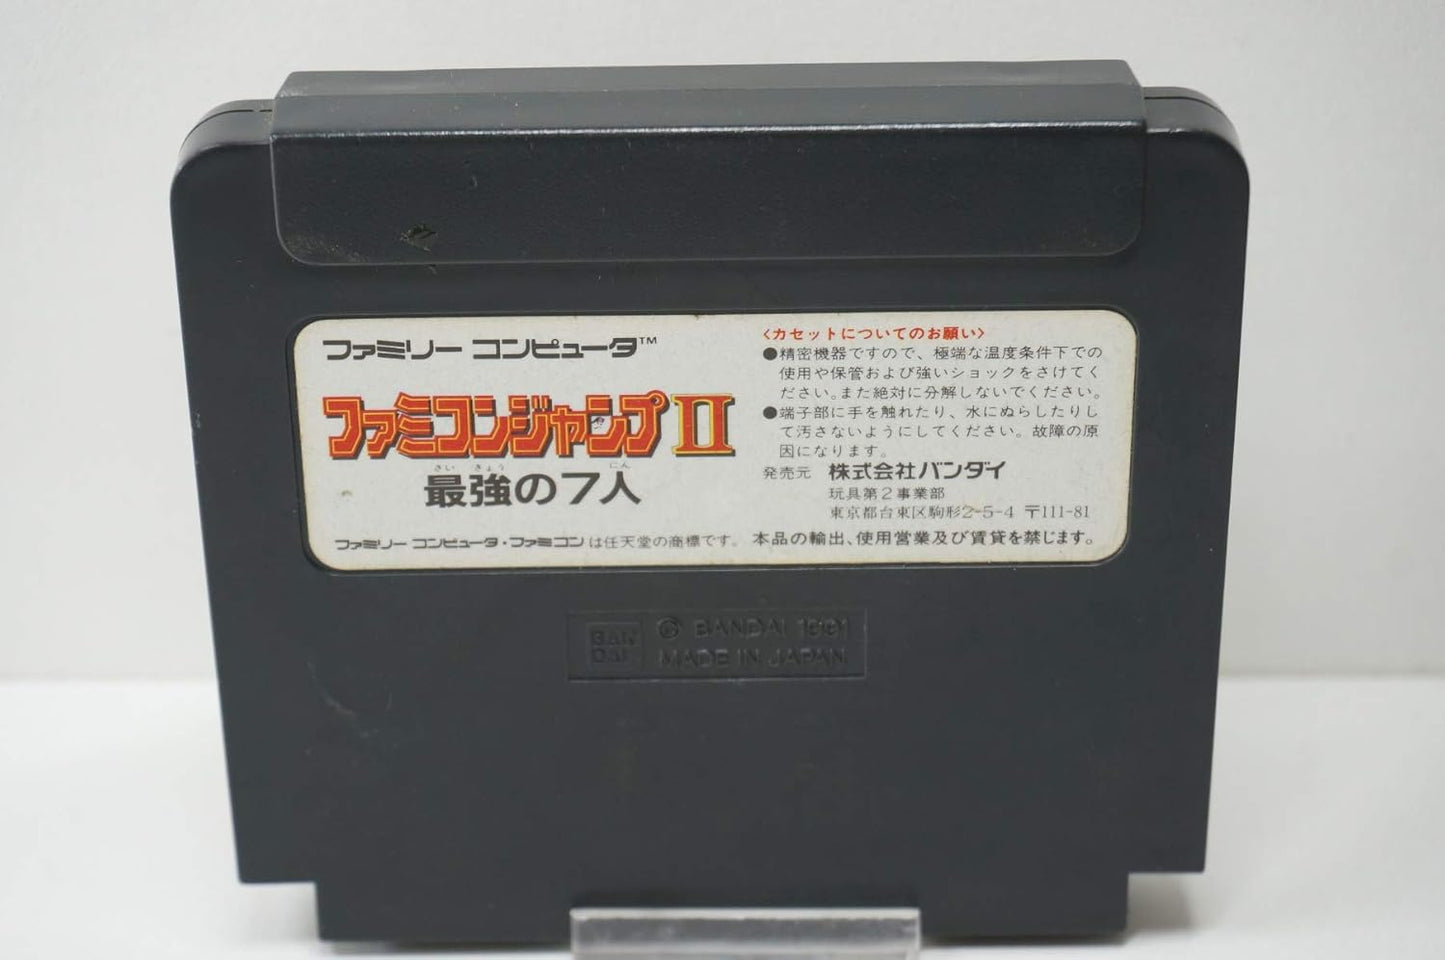 ファミリー コンピュータ™
ファミコンジャンプⅡ
さい きょう にん
最強の7人
〈カセットについてのお願い〉
●精密機器ですので、極端な温度条件下での
使用や保管および強いショックをさけてく
ださい。また絶対に分解しないでください。
●端子部に手を触れたり、水にぬらしたりし
て汚さないようにしてください。故障の原
因になります。
発売元 株式会社バンダイ
玩具第2事業部
東京都台東区駒形2-5-4 〒111-81
ファミリー コンピュータ・ファミコン は任天堂の商標です。 本品の輸出、使用営業及び賃貸を禁じます。
BAN
DAI
© BANDAI 1991
MADE IN JAPAN